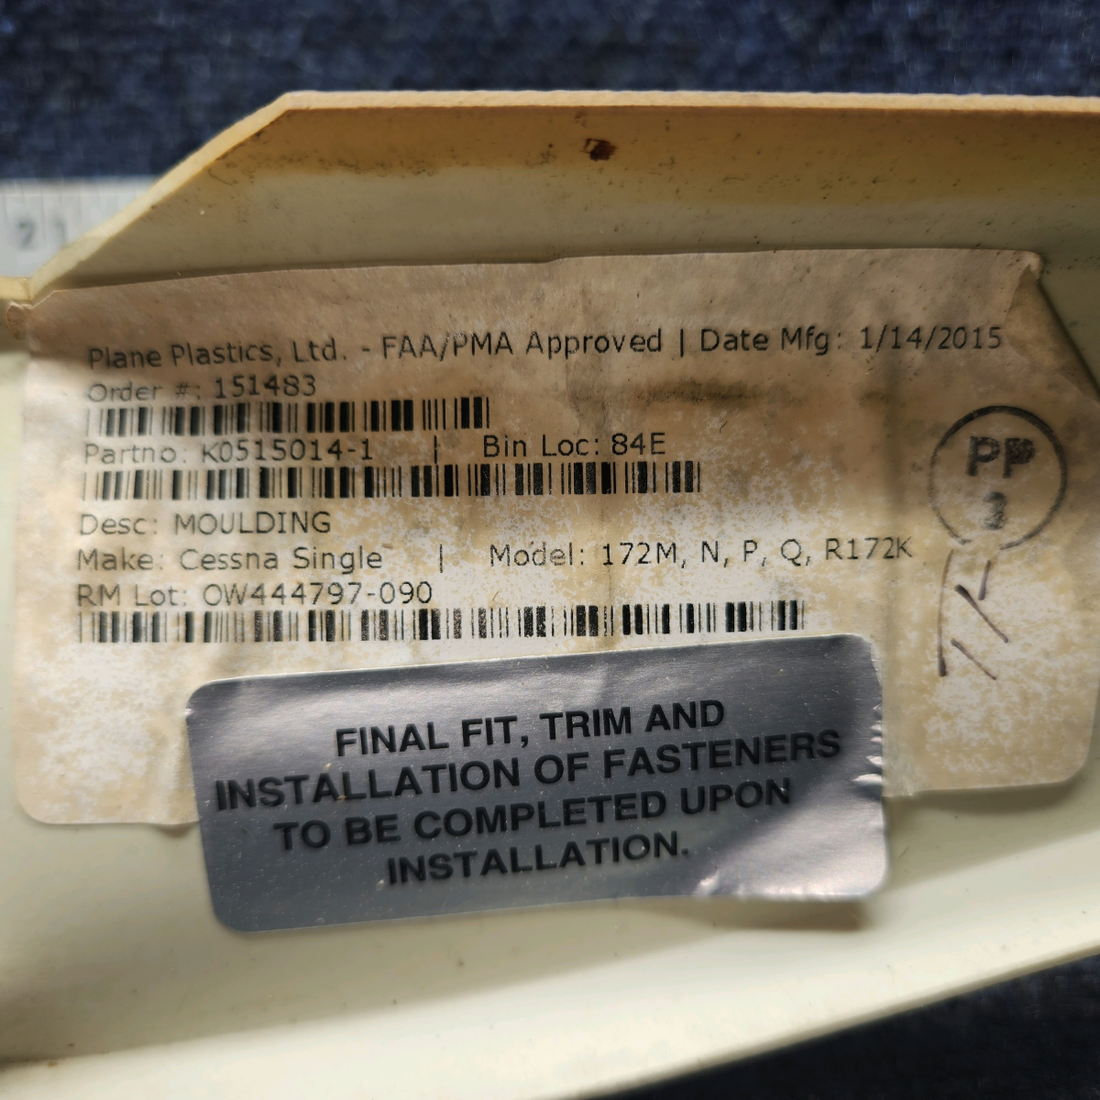 21
Plane Plastics, Ltd. - FAA/PMA Approved | Date Mfg: 1/14/2015
Order #: 151483
Partno: K0515014-1 | Bin Loc: 84E
Desc: MOULDING
Make: Cessna Single | Model: 172M, N, P, Q, R172K
RM Lot: OW444797-090
PP
FINAL FIT, TRIM AND
INSTALLATION OF FASTENERS
TO BE COMPLETED UPON
INSTALLATION.